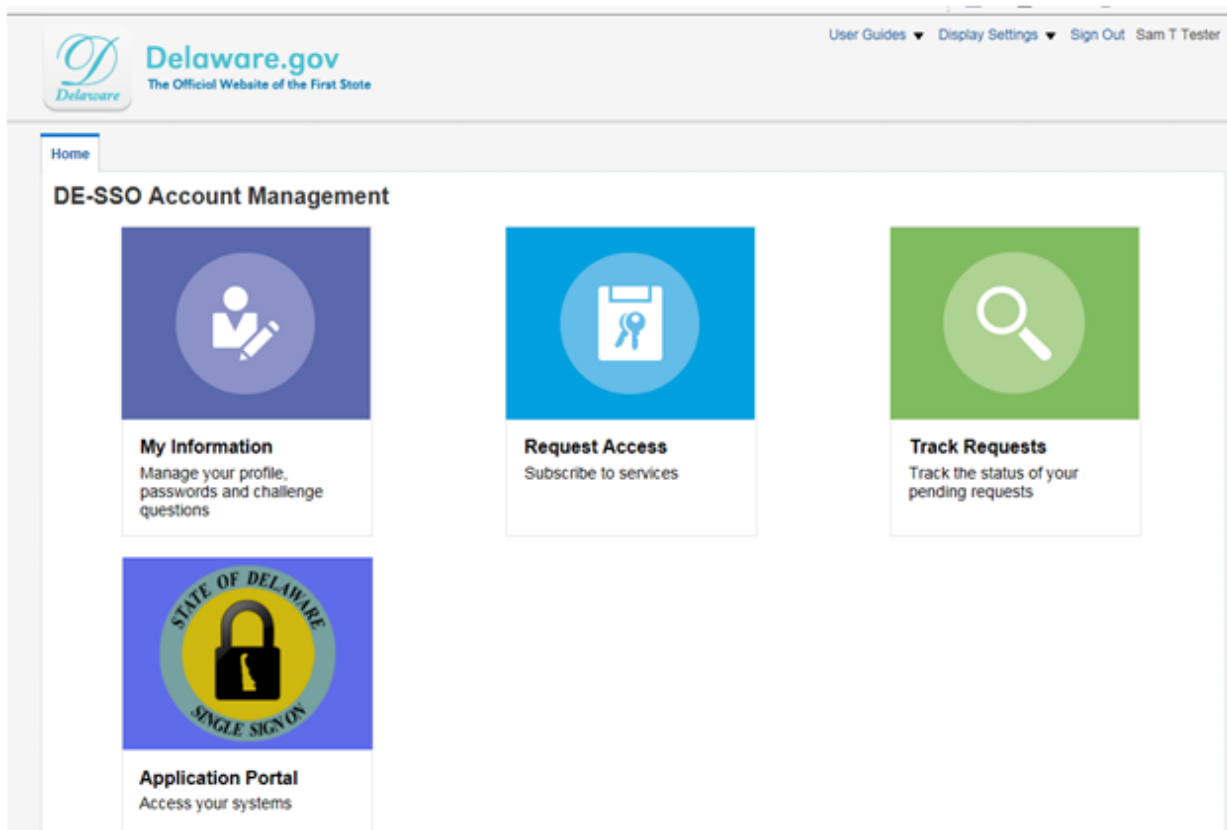 User Guides Display Settings Sign Out Sam T Tester
Delaware
Delaware.gov
The Official Website of the First State
Home
DE-SSO Account Management
My Information
Manage your profile,
passwords and challenge
questions
Request Access
Subscribe to services
Track Requests
Track the status of your
pending requests
STATE OF DELAWARE
SINGLE SIGN ON
Application Portal
Access your systems